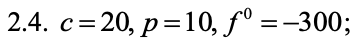 2.4. c = 20, p = 10, f⁰ = –300;